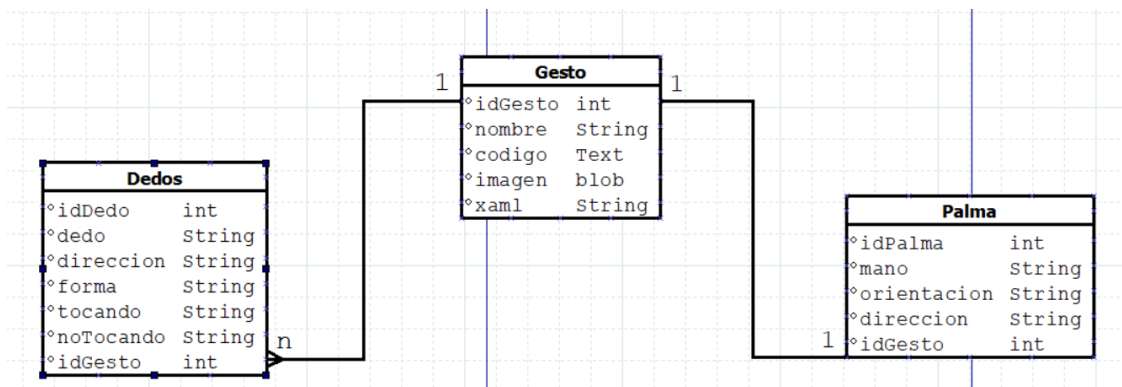 Gesto
1
1
idGesto int
nombre String
codigo Text
imagen blob
xaml String
Dedos
idDedo int
dedo String
direccion String
forma String
tocando String
noTocando String
idGesto int
n
Palma
idPalma int
mano String
orientacion String
direccion String
idGesto int
1